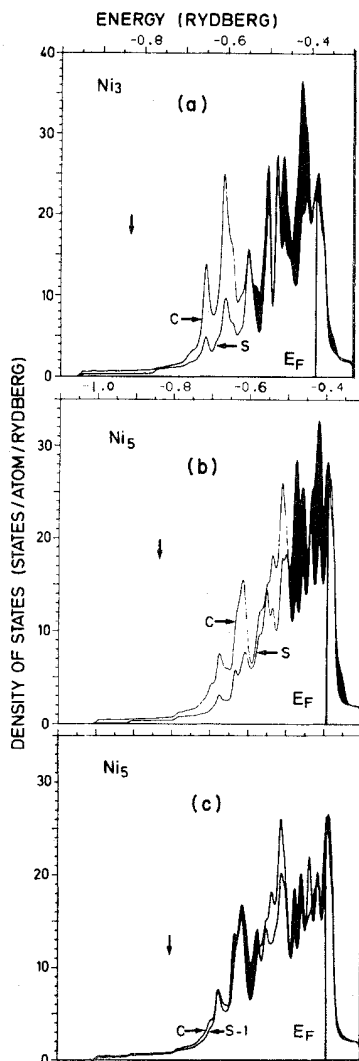 ENERGY (RYDBERG)
-0.8 -0.6 -0.4
DENSITY OF STATES (STATES/ATOM/RYDBERG)
40
Ni3
(a)
30
20
10
C
S
EF
0
-1.0 -0.8 -0.6 -0.4
Ni5
(b)
30
20
10
C
S
EF
0
Ni5
(c)
30
20
10
C
S-1
EF
0